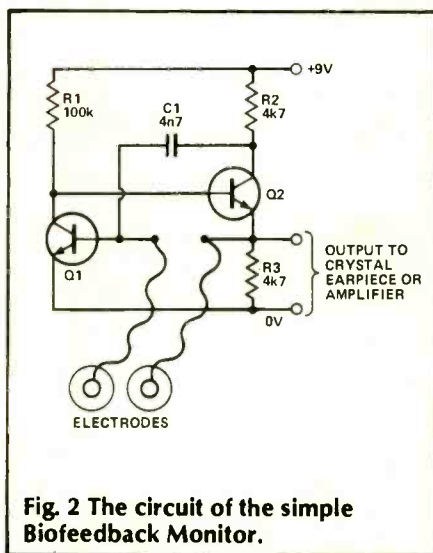 +9V
R1
100k
C1
4n7
R2
4k7
Q2
Q1
R3
4k7
OUTPUT TO
CRYSTAL
EARPIECE OR
AMPLIFIER
0V
ELECTRODES
Fig. 2 The circuit of the simple
Biofeedback Monitor.